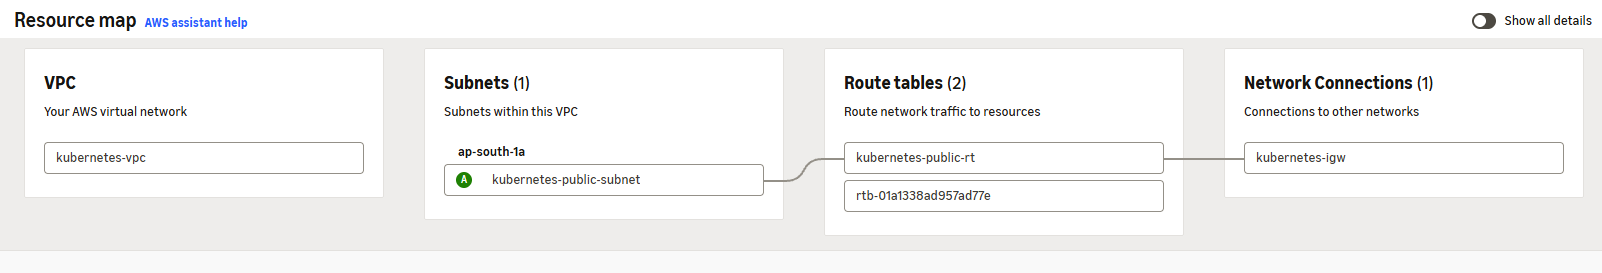 Resource map AWS assistant help
Show all details
VPC
Your AWS virtual network
kubernetes-vpc
Subnets (1)
Subnets within this VPC
ap-south-1a
A kubernetes-public-subnet
Route tables (2)
Route network traffic to resources
kubernetes-public-rt
rtb-01a1338ad957ad77e
Network Connections (1)
Connections to other networks
kubernetes-igw